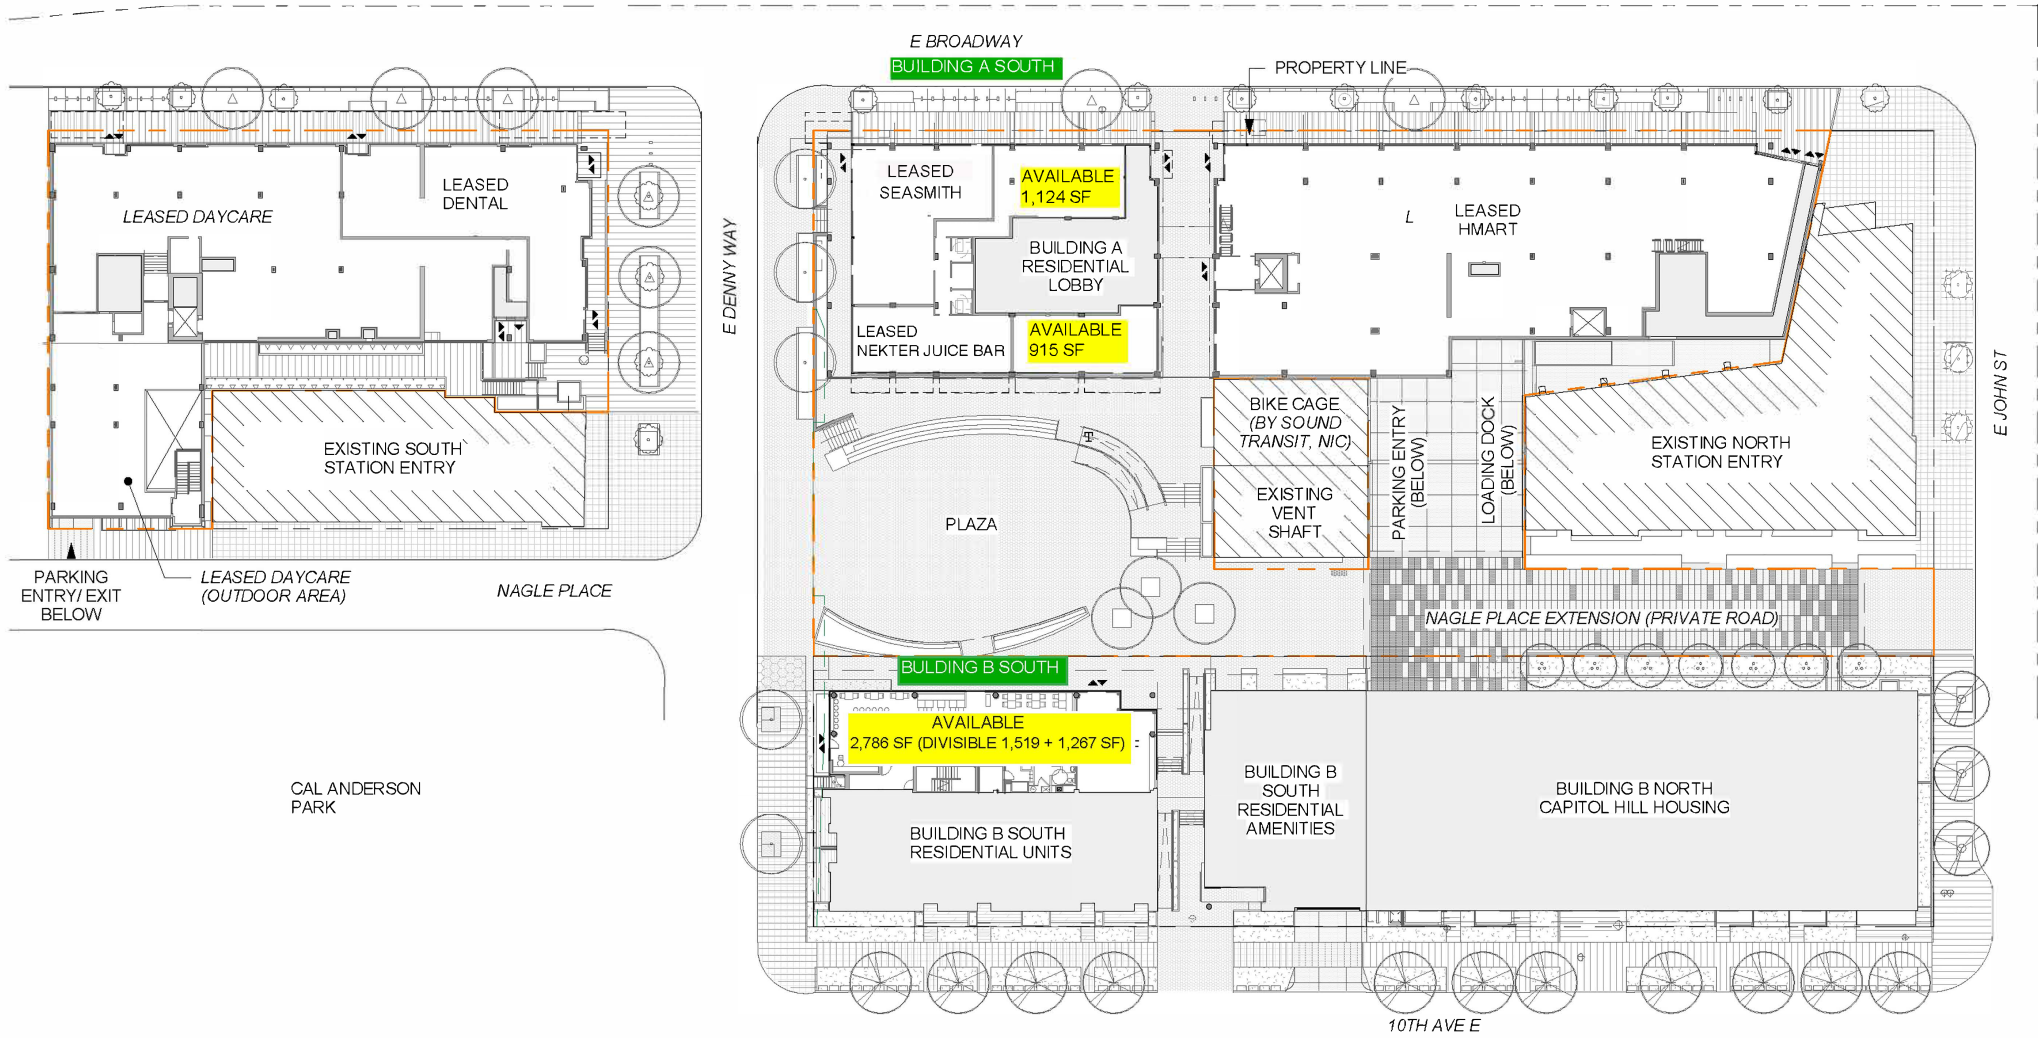 E BROADWAY
BUILDING A SOUTH
PROPERTY LINE
LEASED DAYCARE
LEASED
DENTAL
E DENNY WAY
LEASED
SEASMITH
AVAILABLE
1,124 SF
BUILDING A
RESIDENTIAL
LOBBY
LEASED
NEKTER JUICE BAR
AVAILABLE
915 SF
L
LEASED
HMART
E JOHN ST
EXISTING SOUTH
STATION ENTRY
PARKING
ENTRY/ EXIT
BELOW
LEASED DAYCARE
(OUTDOOR AREA)
NAGLE PLACE
PLAZA
BIKE CAGE
(BY SOUND
TRANSIT, NIC)
EXISTING
VENT
SHAFT
PARKING ENTRY
(BELOW)
LOADING DOCK
(BELOW)
EXISTING NORTH
STATION ENTRY
NAGLE PLACE EXTENSION (PRIVATE ROAD)
BULDING B SOUTH
AVAILABLE
2,786 SF (DIVISIBLE 1,519 + 1,267 SF)
CAL ANDERSON
PARK
BUILDING B SOUTH
RESIDENTIAL UNITS
BUILDING B
SOUTH
RESIDENTIAL
AMENITIES
BUILDING B NORTH
CAPITOL HILL HOUSING
10TH AVE E